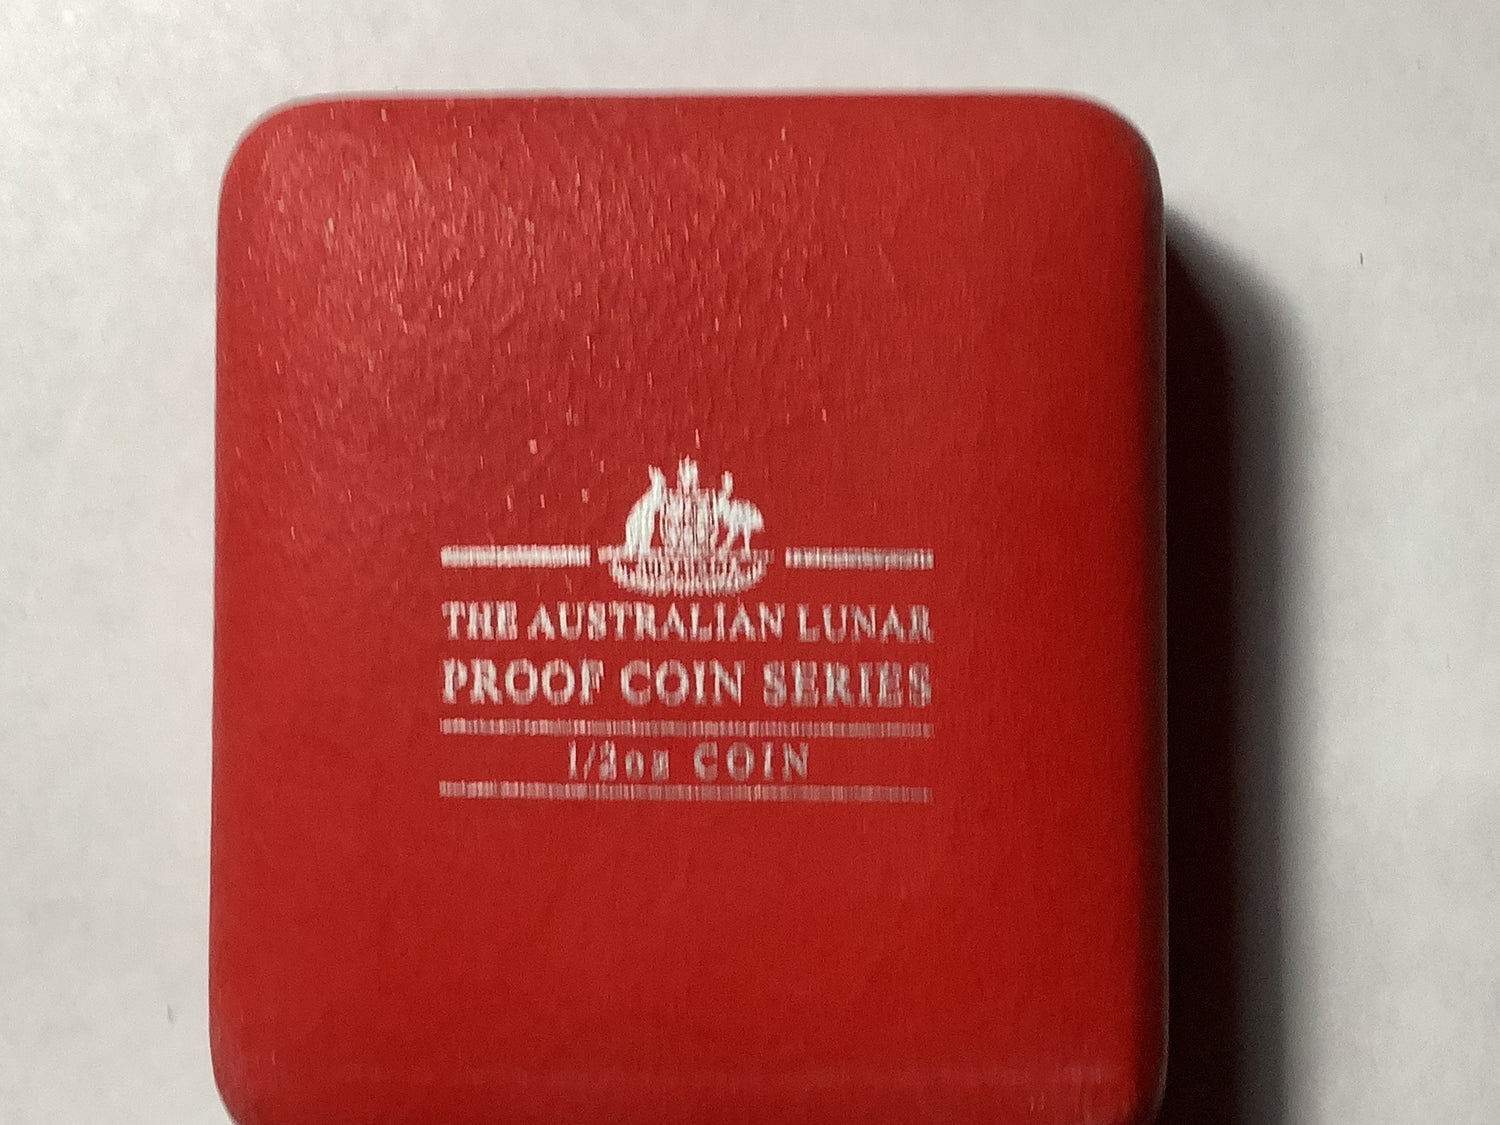 THE AUSTRALIAN LUNAR
PROOF COIN SERIES
1/2oz COIN